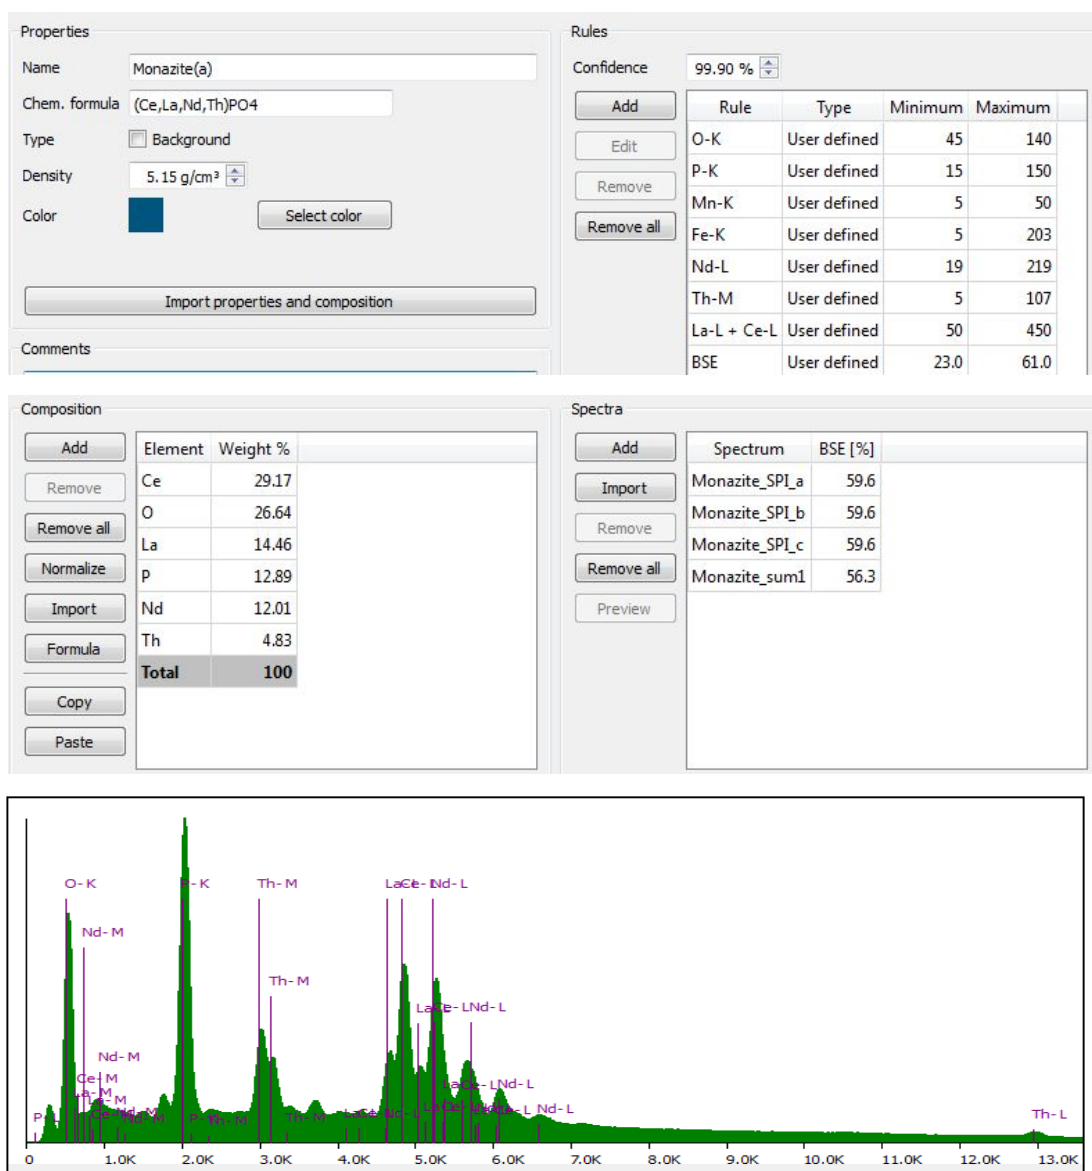 Properties
Name Monazite(a)
Chem. formula (Ce,La,Nd,Th)PO4
Type Background
Density 5.15 g/cm³
Color Select color
Import properties and composition
Comments
Rules
Confidence 99.90 %
Add
Edit
Remove
Remove all
Rule Type Minimum Maximum
O-K User defined 45 140
P-K User defined 15 150
Mn-K User defined 5 50
Fe-K User defined 5 203
Nd-L User defined 19 219
Th-M User defined 5 107
La-L + Ce-L User defined 50 450
BSE User defined 23.0 61.0
Composition
Add
Remove
Remove all
Normalize
Import
Formula
Copy
Paste
Element Weight %
Ce 29.17
O 26.64
La 14.46
P 12.89
Nd 12.01
Th 4.83
Total 100
Spectra
Add
Import
Remove
Remove all
Preview
Spectrum BSE [%]
Monazite_SPI_a 59.6
Monazite_SPI_b 59.6
Monazite_SPI_c 59.6
Monazite_sum1 56.3
O-K P-K Th-M Nd-L
Nd-M
Th-M
Ce-L Nd-L
Nd-M
Ce-M
Nd-L
Th-M Nd-L Th-L
0 1.0K 2.0K 3.0K 4.0K 5.0K 6.0K 7.0K 8.0K 9.0K 10.0K 11.0K 12.0K 13.0K